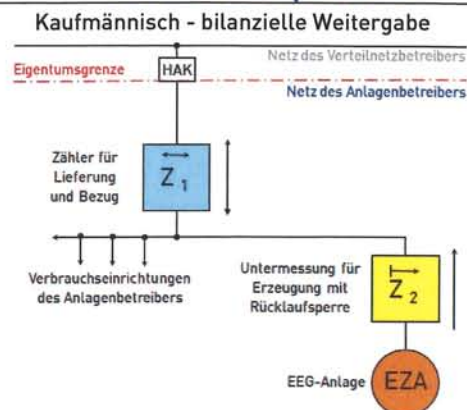 Kaufmännisch - bilanzielle Weitergabe
Netz des Verteilnetzbetreibers
Eigentumsgrenze
HAK
Netz des Anlagenbetreibers
Zähler für
Lieferung
und Bezug
Z 1
Verbrauchseinrichtungen
des Anlagenbetreibers
Untermessung für
Erzeugung mit
Rücklaufsperre
Z 2
EEG-Anlage
EZA